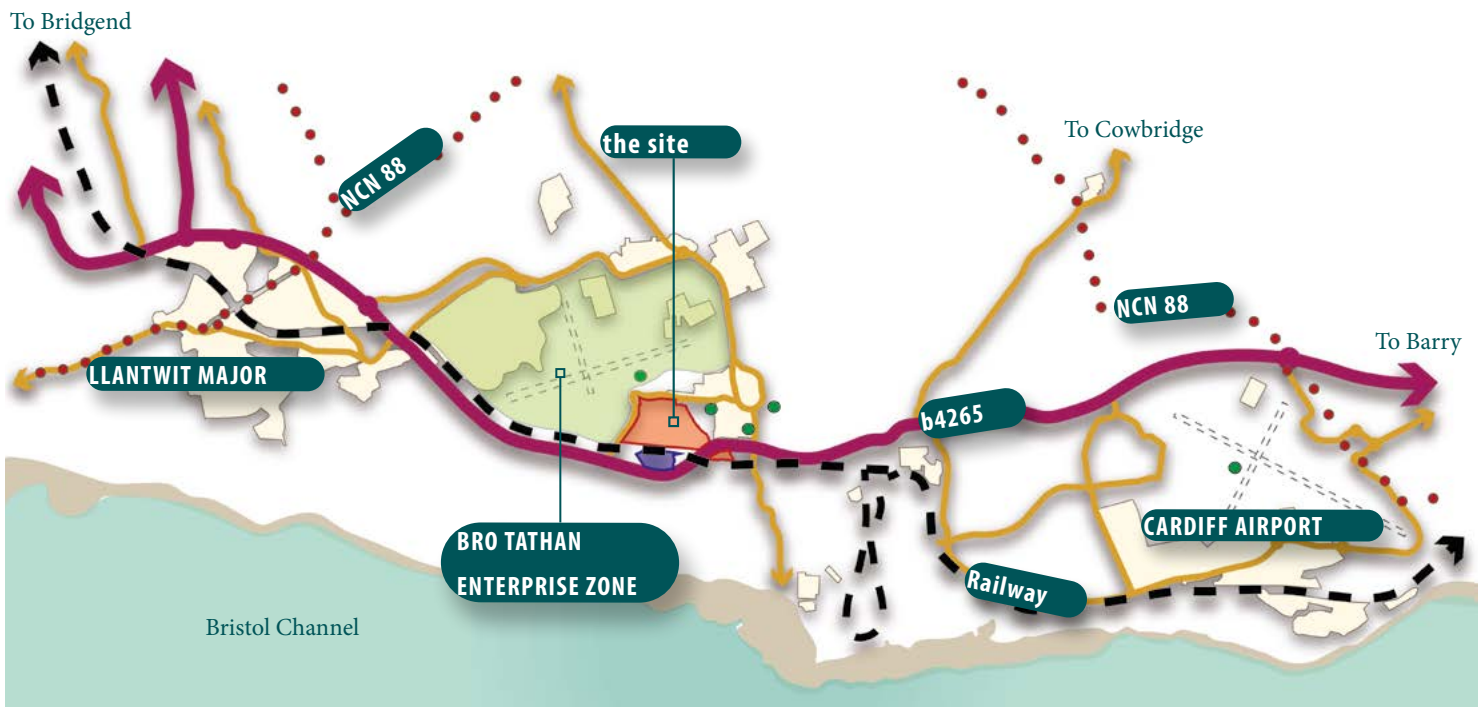 To Bridgend
the site
To Cowbridge
NCN 88
NCN 88
To Barry
LLANTWIT MAJOR
b4265
CARDIFF AIRPORT
BRO TATHAN
ENTERPRISE ZONE
Railway
Bristol Channel